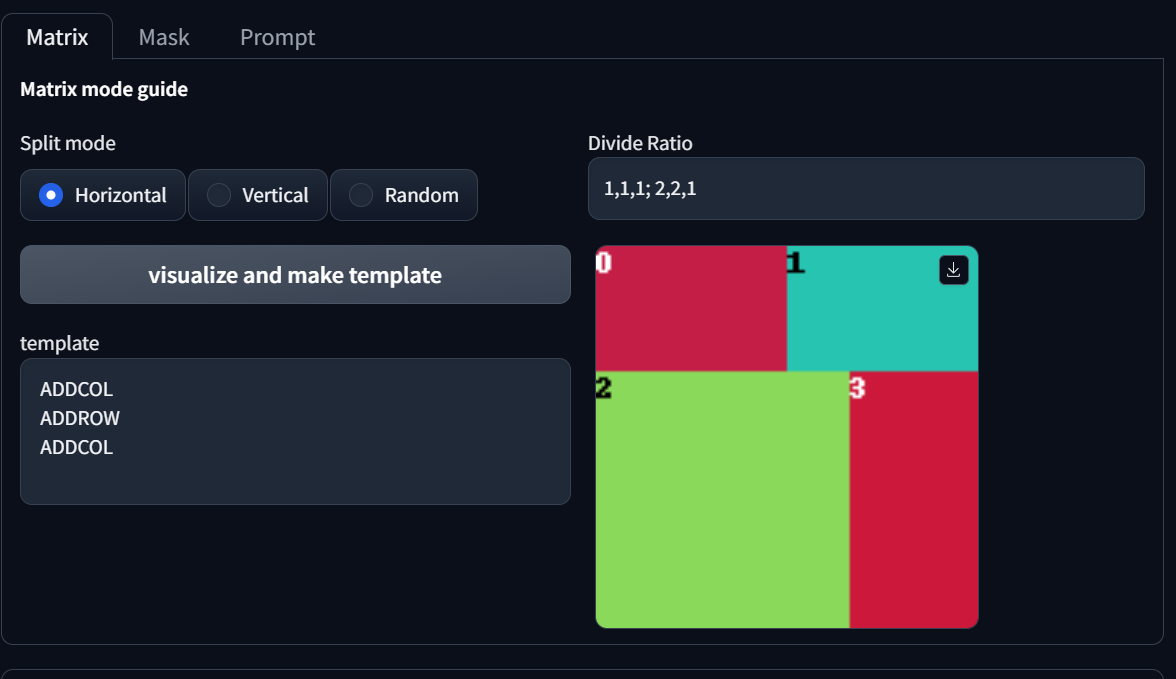 Matrix Mask Prompt
Matrix mode guide
Split mode
Horizontal Vertical Random
Divide Ratio
1,1,1; 2,2,1
visualize and make template
template
ADDCOL
ADDROW
ADDCOL
0 1
2 3